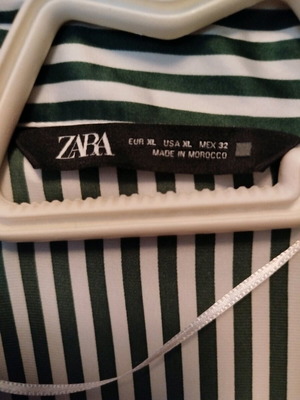 ZARA
EUR XL USA XL MEX 32
MADE IN MOROCCO